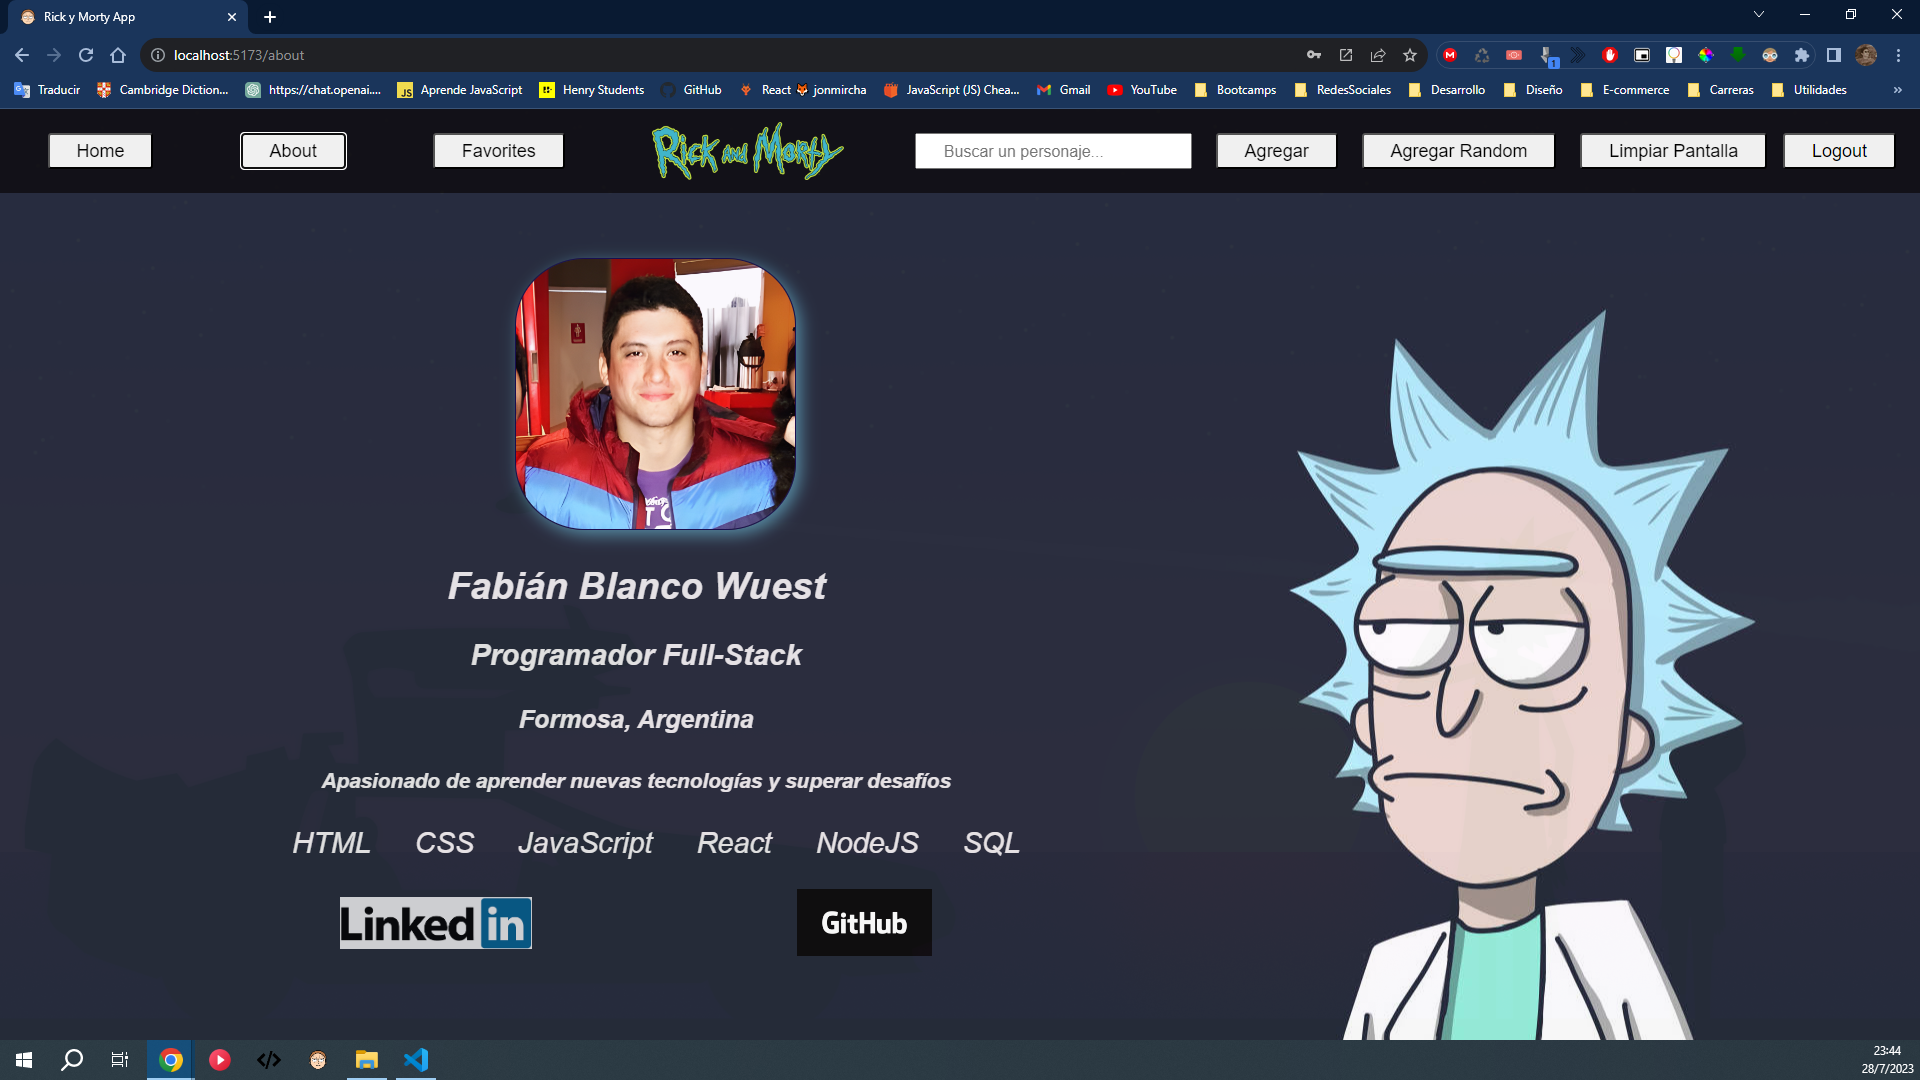 Rick y Morty App
localhost:5173/about
1
Traducir Cambridge Diction... https://chat.openai.... Aprende JavaScript Henry Students GitHub React jonmircha JavaScript (JS) Chea... Gmail YouTube Bootcamps RedesSociales Desarrollo Diseño E-commerce Carreras Utilidades »
Home About Favorites Rick and Morty Buscar un personaje... Agregar Agregar Random Limpiar Pantalla Logout
Fabián Blanco Wuest
Programador Full-Stack
Formosa, Argentina
Apasionado de aprender nuevas tecnologías y superar desafíos
HTML CSS JavaScript React NodeJS SQL
Linked in GitHub
23:44
28/7/2023